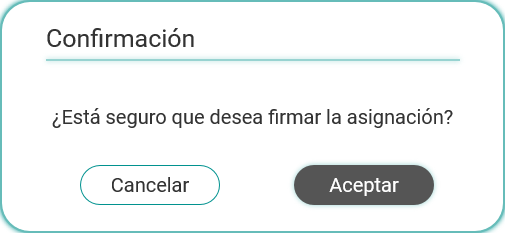 Confirmación
¿Está seguro que desea firmar la asignación?
Cancelar
Aceptar